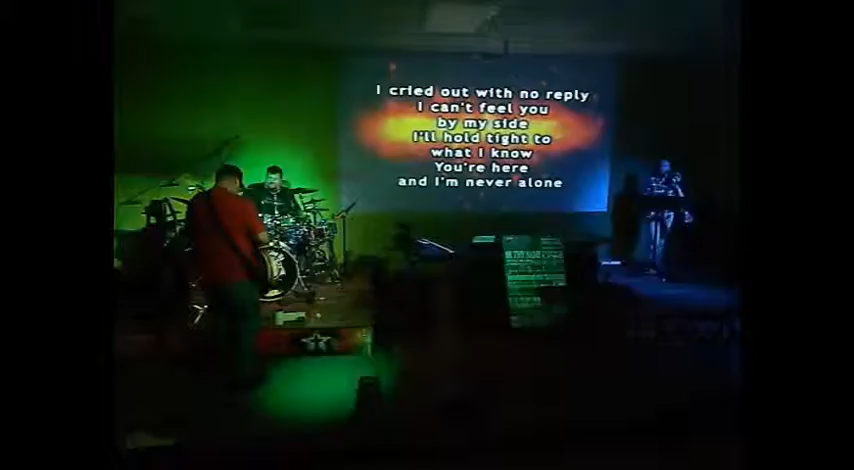 I cried out with no reply
I can't feel you
by my side
I'll hold tight to
what I know
You're here
and I'm never alone